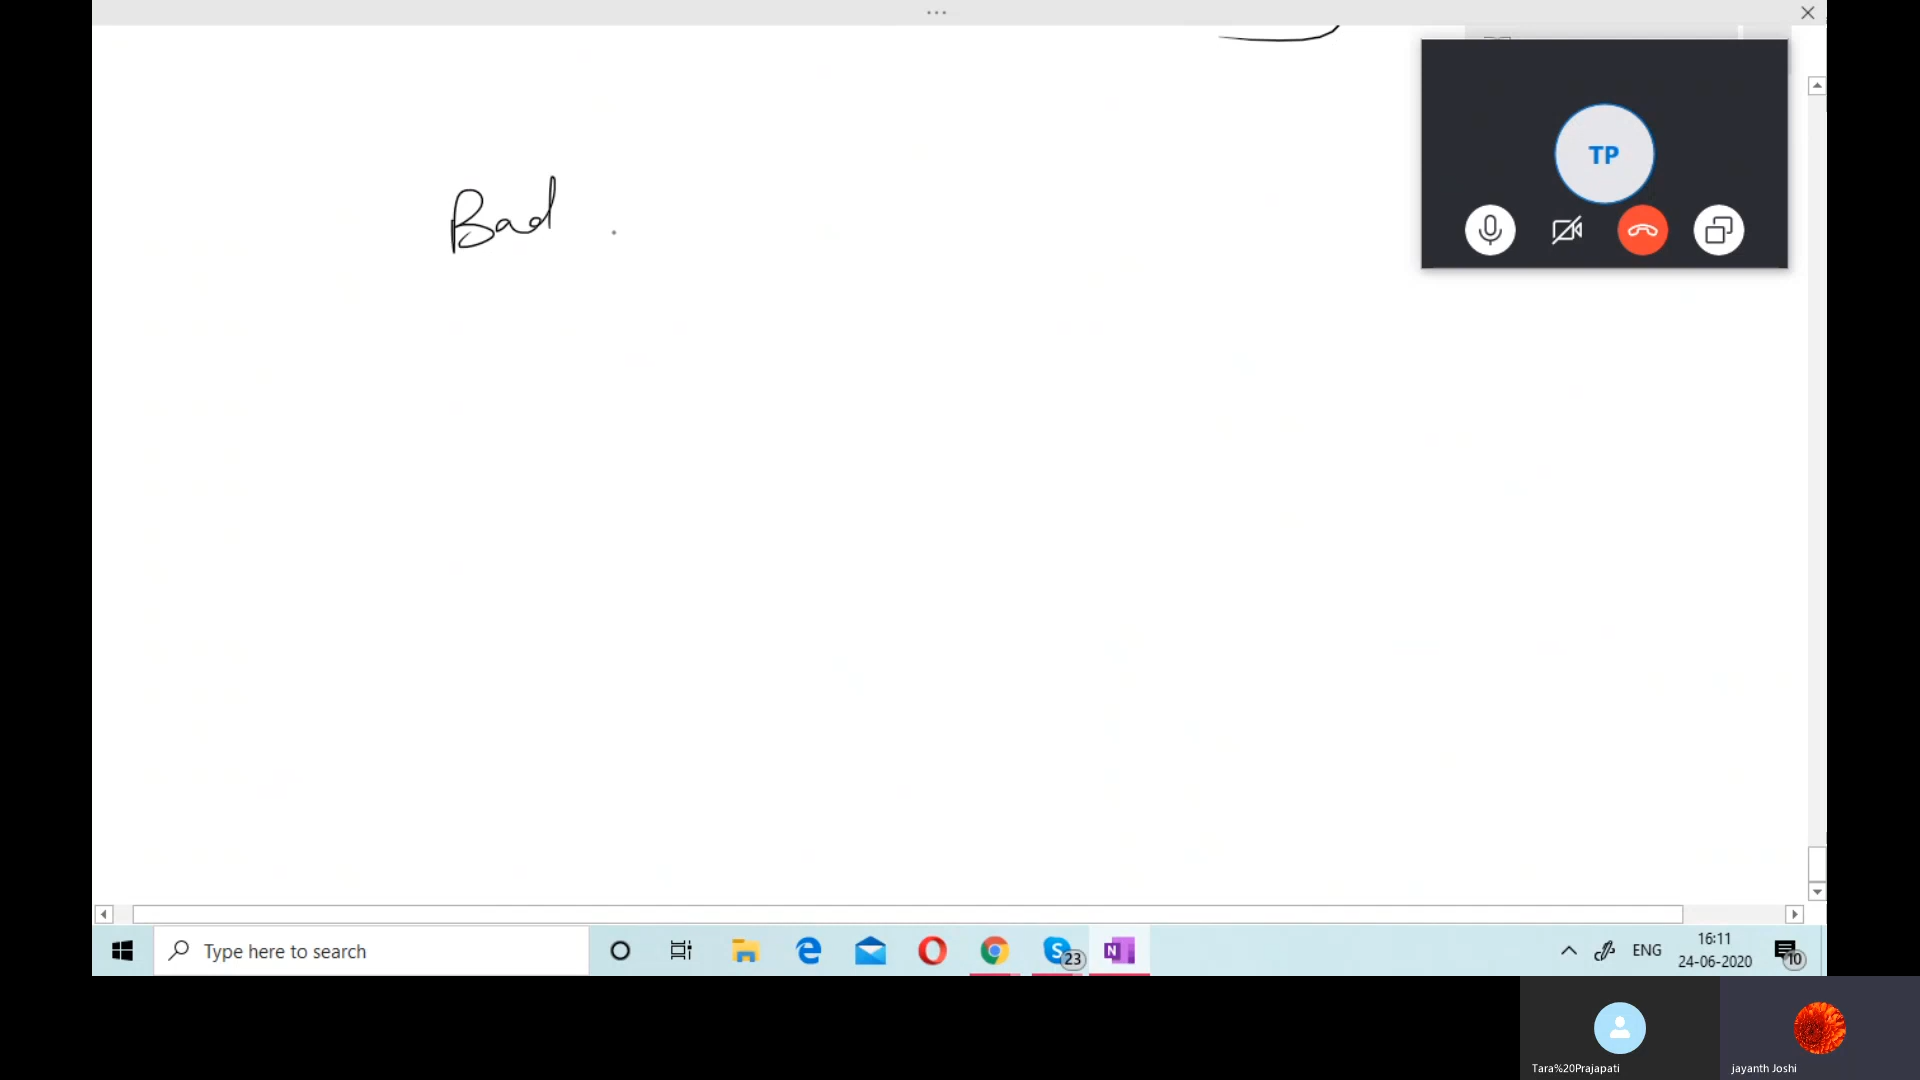 Bad .
TP
Type here to search
23
N
ENG
16:11
24-06-2020
10
Tara%20Prajapati
jayanth Joshi